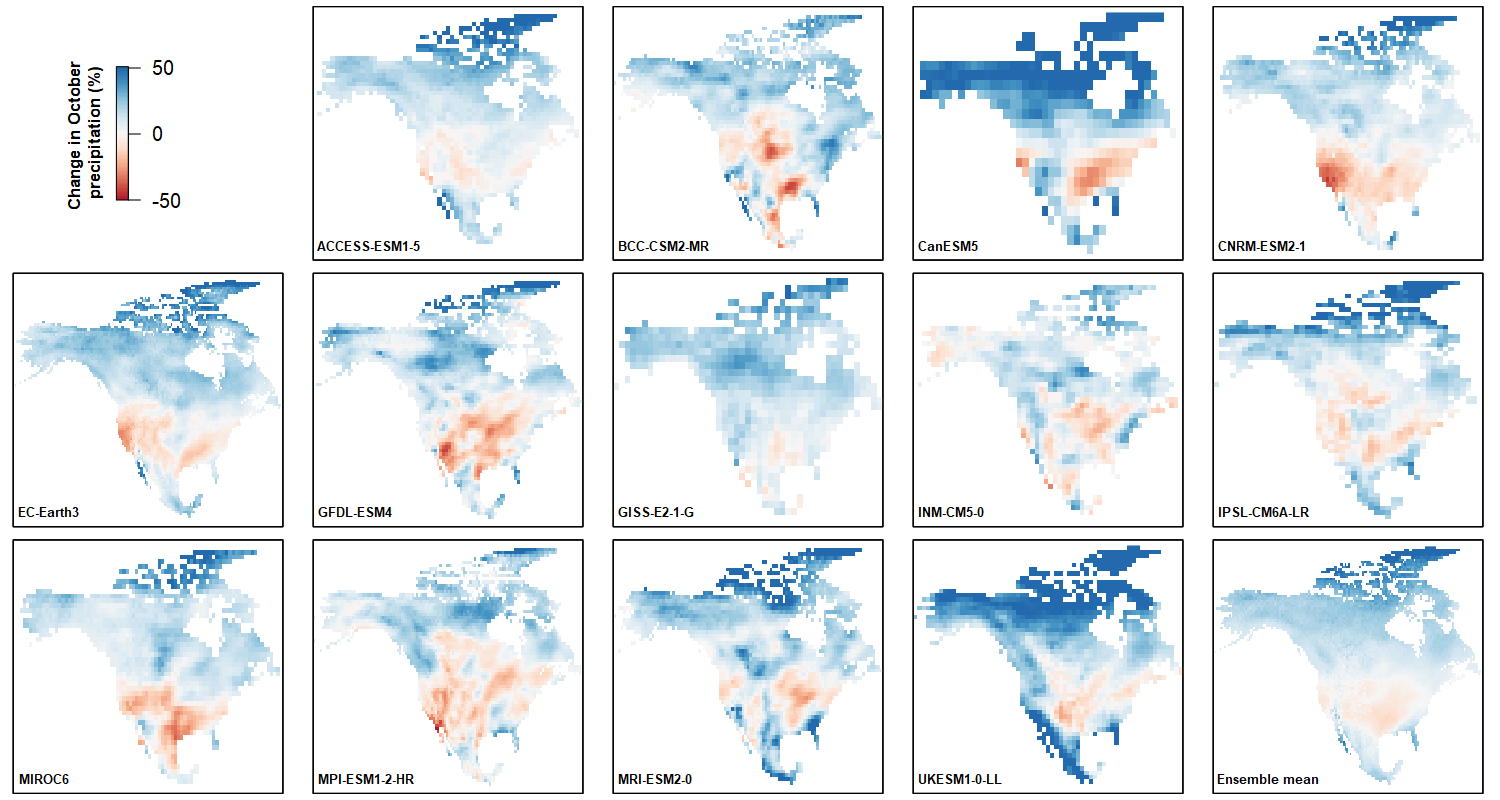 Change in October
precipitation (%)
50
0
-50
ACCESS-ESM1-5
BCC-CSM2-MR
CanESM5
CNRM-ESM2-1
EC-Earth3
GFDL-ESM4
GISS-E2-1-G
INM-CM5-0
IPSL-CM6A-LR
MIROC6
MPI-ESM1-2-HR
MRI-ESM2-0
UKESM1-0-LL
Ensemble mean